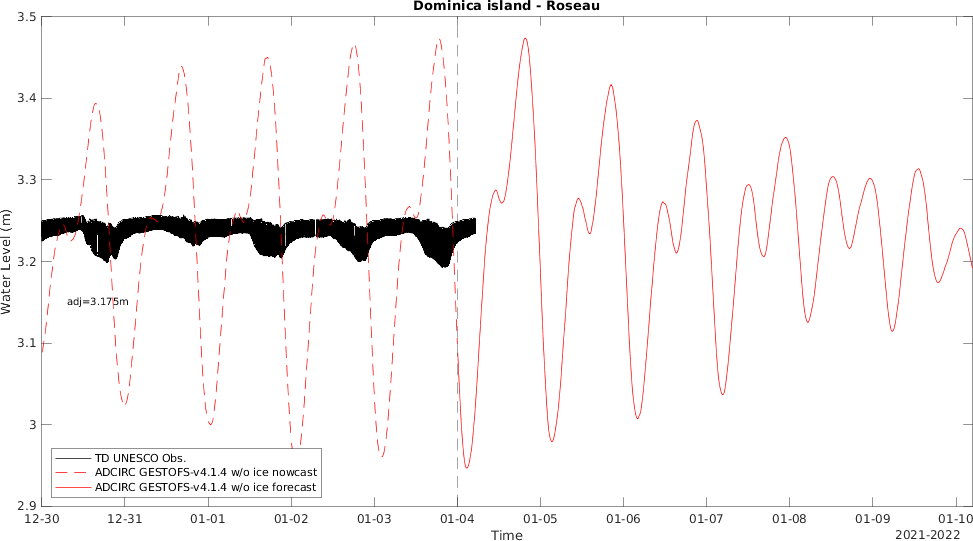 Dominica island - Roseau
3.5
3.4
3.3
3.2
3.1
3
2.9
Water Level (m)
adj=3.175m
TD UNESCO Obs.
ADCIRC GESTOFS-v4.1.4 w/o ice nowcast
ADCIRC GESTOFS-v4.1.4 w/o ice forecast
12-30 12-31 01-01 01-02 01-03 01-04 01-05 01-06 01-07 01-08 01-09 01-10
Time
2021-2022